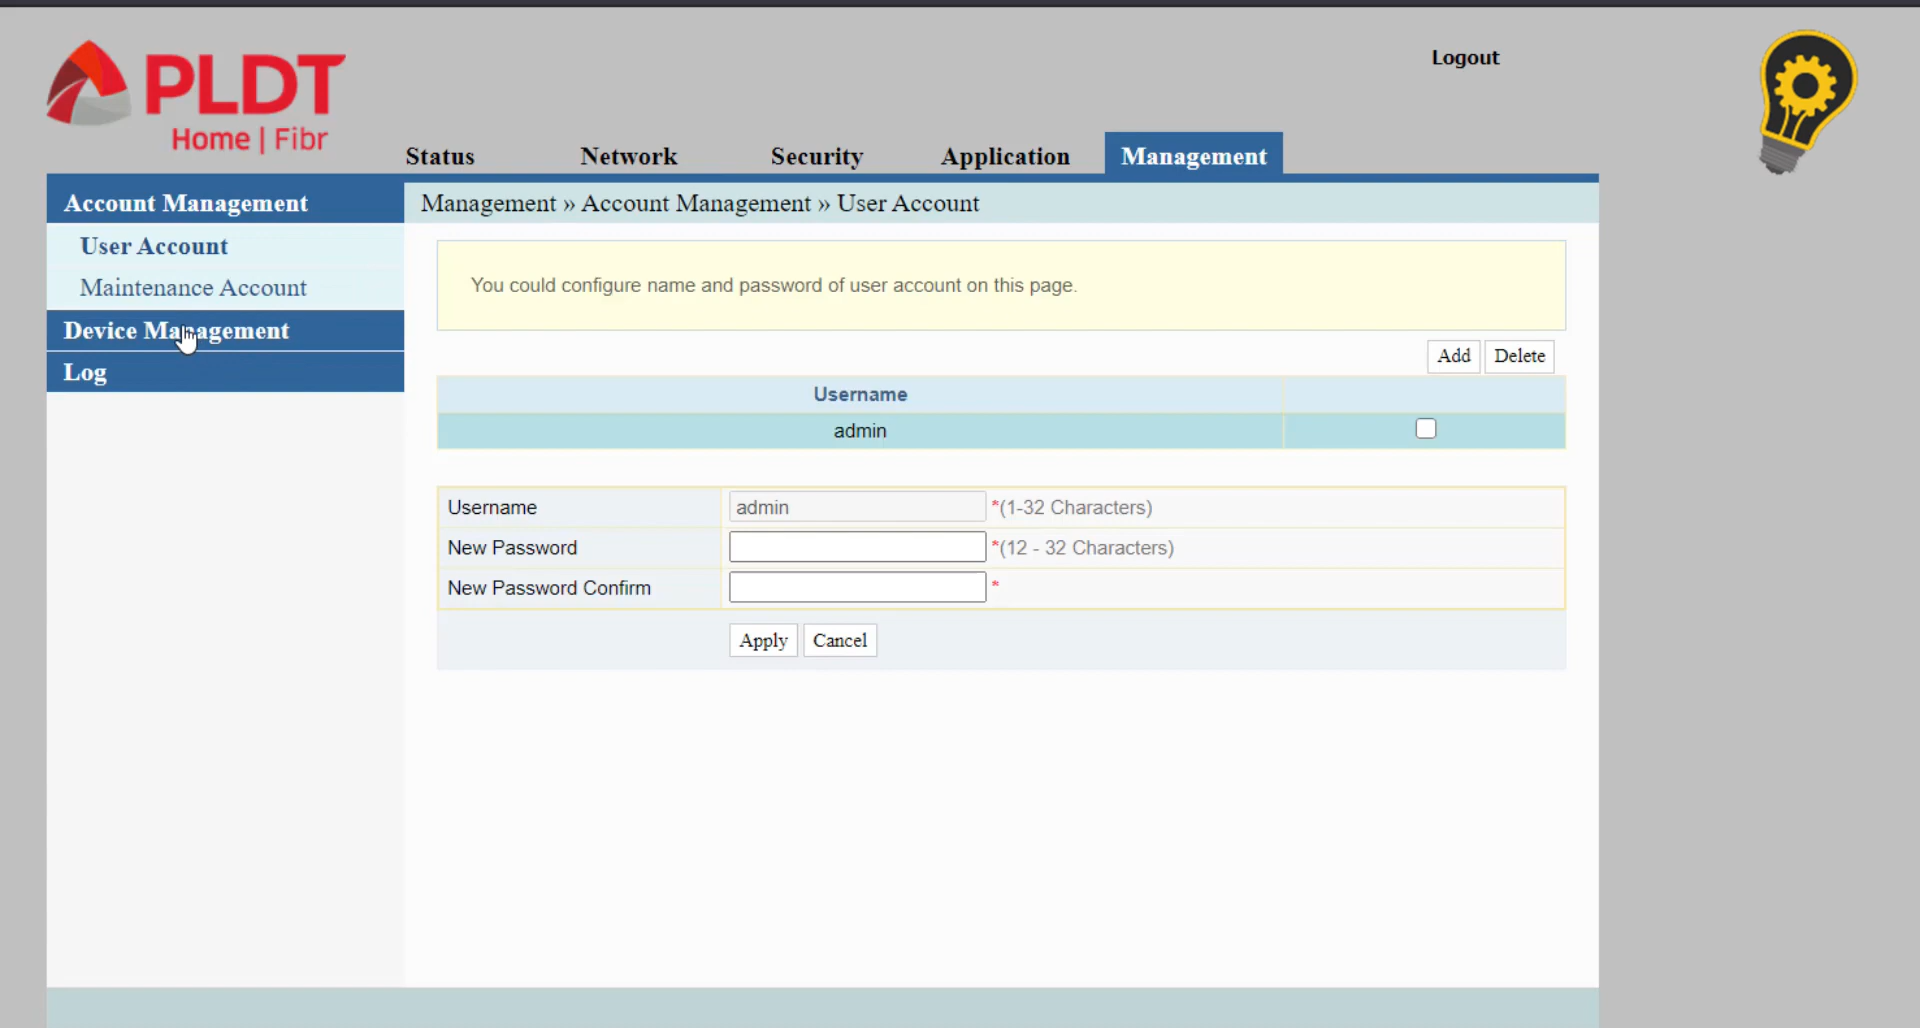 PLDT
Home | Fibr
Logout
Status
Network
Security
Application
Management
Account Management
User Account
Maintenance Account
Device Management
Log
Management » Account Management » User Account
You could configure name and password of user account on this page.
Add
Delete
Username
admin
Username
admin
*(1-32 Characters)
New Password
*(12 - 32 Characters)
New Password Confirm
*
Apply
Cancel